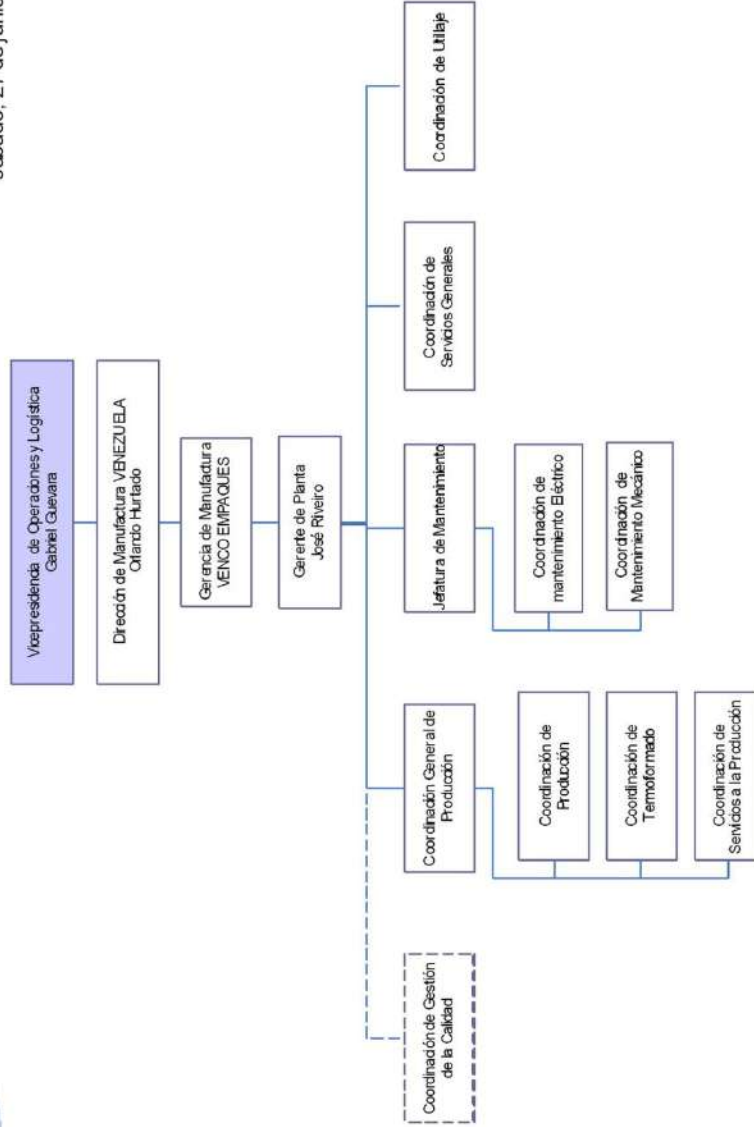 Vicepresidencia de Operaciones y Logística
Gabriel Guevara
Dirección de Manufactura VENEZUELA
Orlando Hurtado
Gerencia de Manufactura
VENCO EMPAQUES
Gerente de Planta
José Riveiro
Coordinación de Gestión
de la Calidad
Coordinación General de
Producción
Jefatura de Mantenimiento
Coordinación de
Servicios Generales
Coordinación de Utillaje
Coordinación de
Producción
Coordinación de
Termoformado
Coordinación de
Servicios a la Producción
Coordinación de
mantenimiento Eléctrico
Coordinación de
Mantenimiento Mecánico